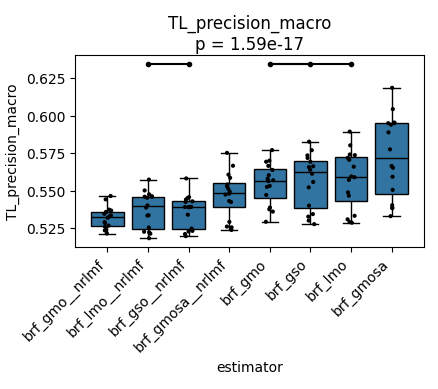 TL_precision_macro
p = 1.59e-17
TL_precision_macro
0.625
0.600
0.575
0.550
0.525
brf_gmo__nrlmf
brf_lmo__nrlmf
brf_gso__nrlmf
brf_gmosa__nrlmf
brf_gmo
brf_gso
brf_lmo
brf_gmosa
estimator